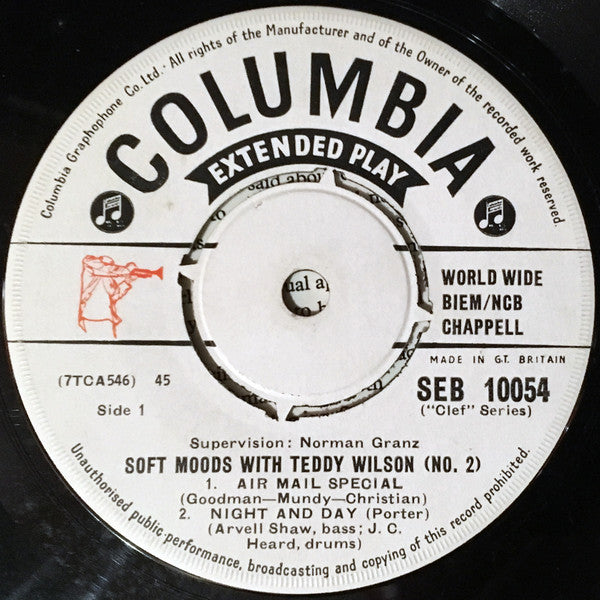 Columbia Graphophone Co. Ltd. · All rights of the Manufacturer and of the Owner of the recorded work reserved.
COLUMBIA
EXTENDED PLAY
WORLD WIDE
BIEM/NCB
CHAPPELL
MADE IN GT. BRITAIN
(7TCA546) 45
SEB 10054
Side 1
("Clef" Series)
Supervision: Norman Granz
SOFT MOODS WITH TEDDY WILSON (NO. 2)
1. AIR MAIL SPECIAL
(Goodman—Mundy—Christian)
2. NIGHT AND DAY (Porter)
(Arvell Shaw, bass; J. C.
Heard, drums)
Unauthorised public performance, broadcasting and copying of this record prohibited.